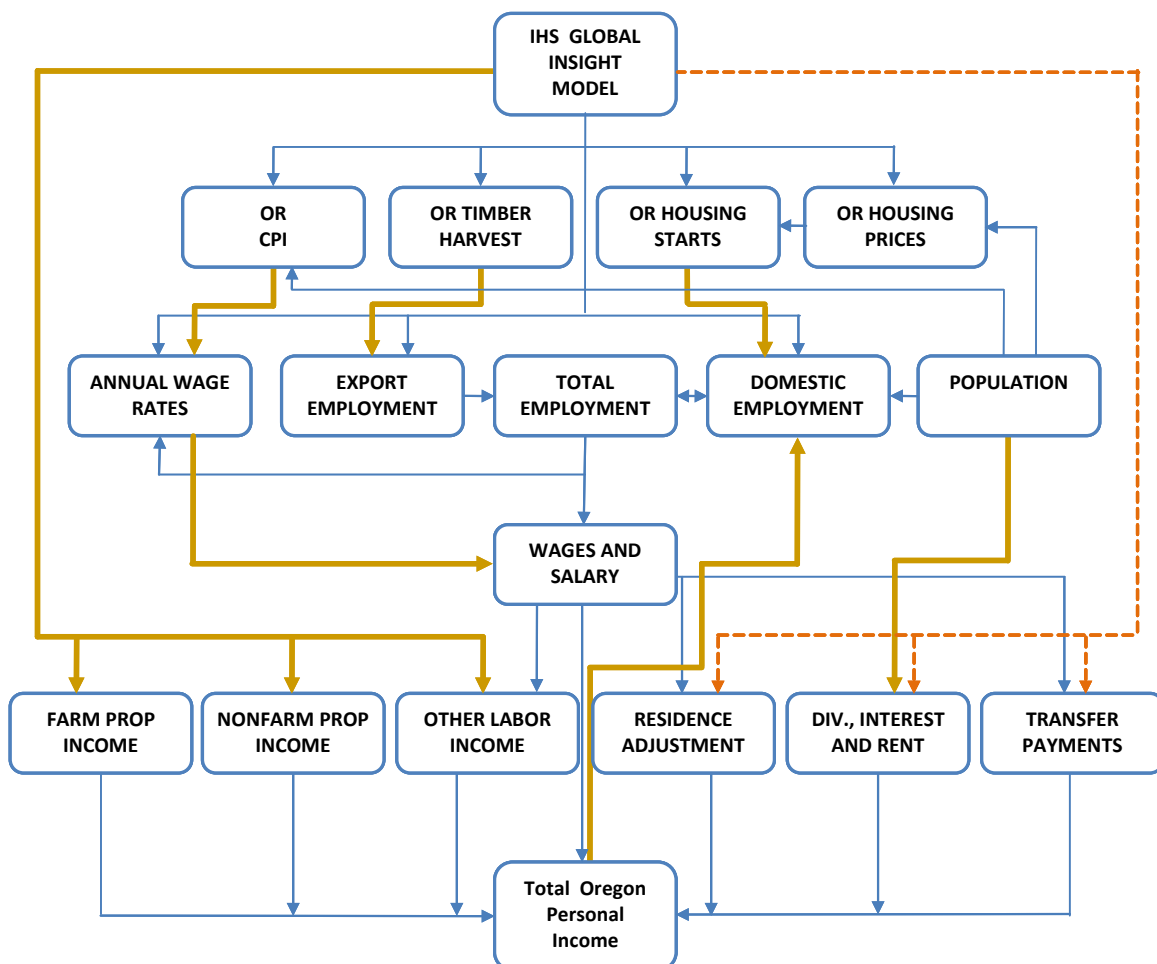 IHS GLOBAL
INSIGHT
MODEL
OR
CPI
OR TIMBER
HARVEST
OR HOUSING
STARTS
OR HOUSING
PRICES
ANNUAL WAGE
RATES
EXPORT
EMPLOYMENT
TOTAL
EMPLOYMENT
DOMESTIC
EMPLOYMENT
POPULATION
WAGES AND
SALARY
FARM PROP
INCOME
NONFARM PROP
INCOME
OTHER LABOR
INCOME
RESIDENCE
ADJUSTMENT
DIV., INTEREST
AND RENT
TRANSFER
PAYMENTS
Total Oregon
Personal
Income